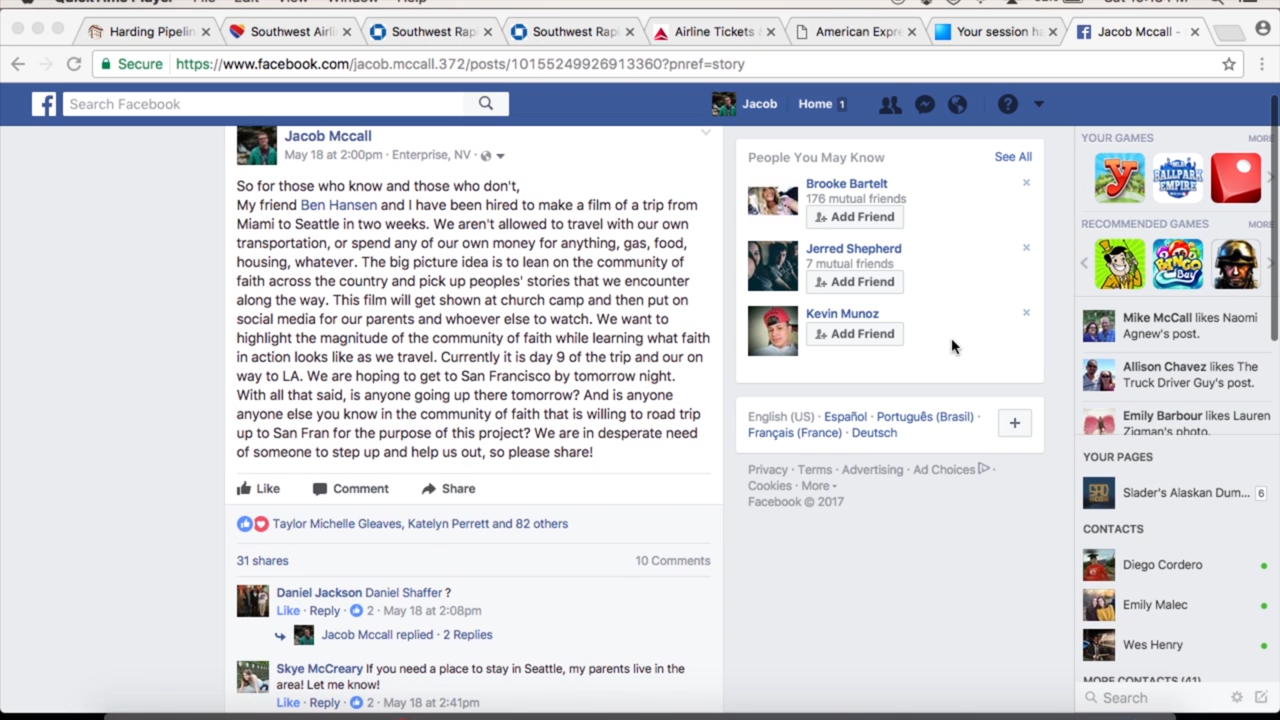 Harding Pipelin
Southwest Airli
Southwest Rap
Southwest Rap
Airline Tickets &
American Expr
Your session ha
Jacob Mccall -
Secure
https://www.facebook.com/jacob.mccall.372/posts/10155249926913360?pnref=story
Search Facebook
Jacob
Home 1
Jacob Mccall
May 18 at 2:00pm · Enterprise, NV ·
So for those who know and those who don't,
My friend Ben Hansen and I have been hired to make a film of a trip from
Miami to Seattle in two weeks. We aren't allowed to travel with our own
transportation, or spend any of our own money for anything, gas, food,
housing, whatever. The big picture idea is to lean on the community of
faith across the country and pick up peoples' stories that we encounter
along the way. This film will get shown at church camp and then put on
social media for our parents and whoever else to watch. We want to
highlight the magnitude of the community of faith while learning what faith
in action looks like as we travel. Currently it is day 9 of the trip and our on
way to LA. We are hoping to get to San Francisco by tomorrow night.
With all that said, is anyone going up there tomorrow? And is anyone
anyone else you know in the community of faith that is willing to road trip
up to San Fran for the purpose of this project? We are in desperate need
of someone to step up and help us out, so please share!
Like Comment Share
Taylor Michelle Gleaves, Katelyn Perrett and 82 others
31 shares
10 Comments
Daniel Jackson Daniel Shaffer ?
Like · Reply · 2 · May 18 at 2:08pm
Jacob Mccall replied · 2 Replies
Skye McCreary If you need a place to stay in Seattle, my parents live in the
area! Let me know!
Like · Reply · 2 · May 18 at 2:41pm
People You May Know
See All
Brooke Bartelt
176 mutual friends
Add Friend
Jerred Shepherd
7 mutual friends
Add Friend
Kevin Munoz
Add Friend
English (US) · Español · Português (Brasil) ·
Français (France) · Deutsch
Privacy · Terms · Advertising · Ad Choices ·
Cookies · More
Facebook © 2017
YOUR GAMES
MORE
RECOMMENDED GAMES
MORE
Mike McCall likes Naomi
Agnew's post.
Allison Chavez likes The
Truck Driver Guy's post.
Emily Barbour likes Lauren
Zigman's photo.
YOUR PAGES
Slader's Alaskan Dum... 6
CONTACTS
Diego Cordero
Emily Malec
Wes Henry
MORE CONTACTS (41)
Search